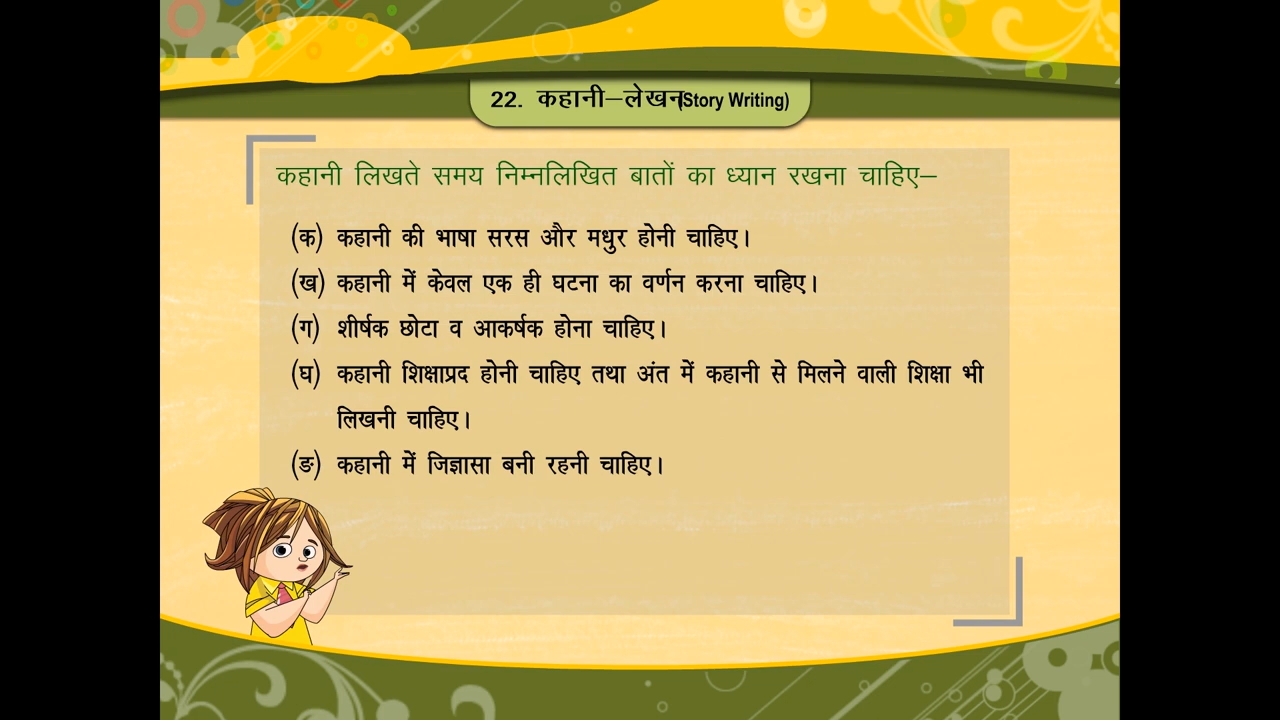 22. कहानी–लेखन(Story Writing)
कहानी लिखते समय निम्नलिखित बातों का ध्यान रखना चाहिए–
(क) कहानी की भाषा सरस और मधुर होनी चाहिए।
(ख) कहानी में केवल एक ही घटना का वर्णन करना चाहिए।
(ग) शीर्षक छोटा व आकर्षक होना चाहिए।
(घ) कहानी शिक्षाप्रद होनी चाहिए तथा अंत में कहानी से मिलने वाली शिक्षा भी
लिखनी चाहिए।
(ङ) कहानी में जिज्ञासा बनी रहनी चाहिए।